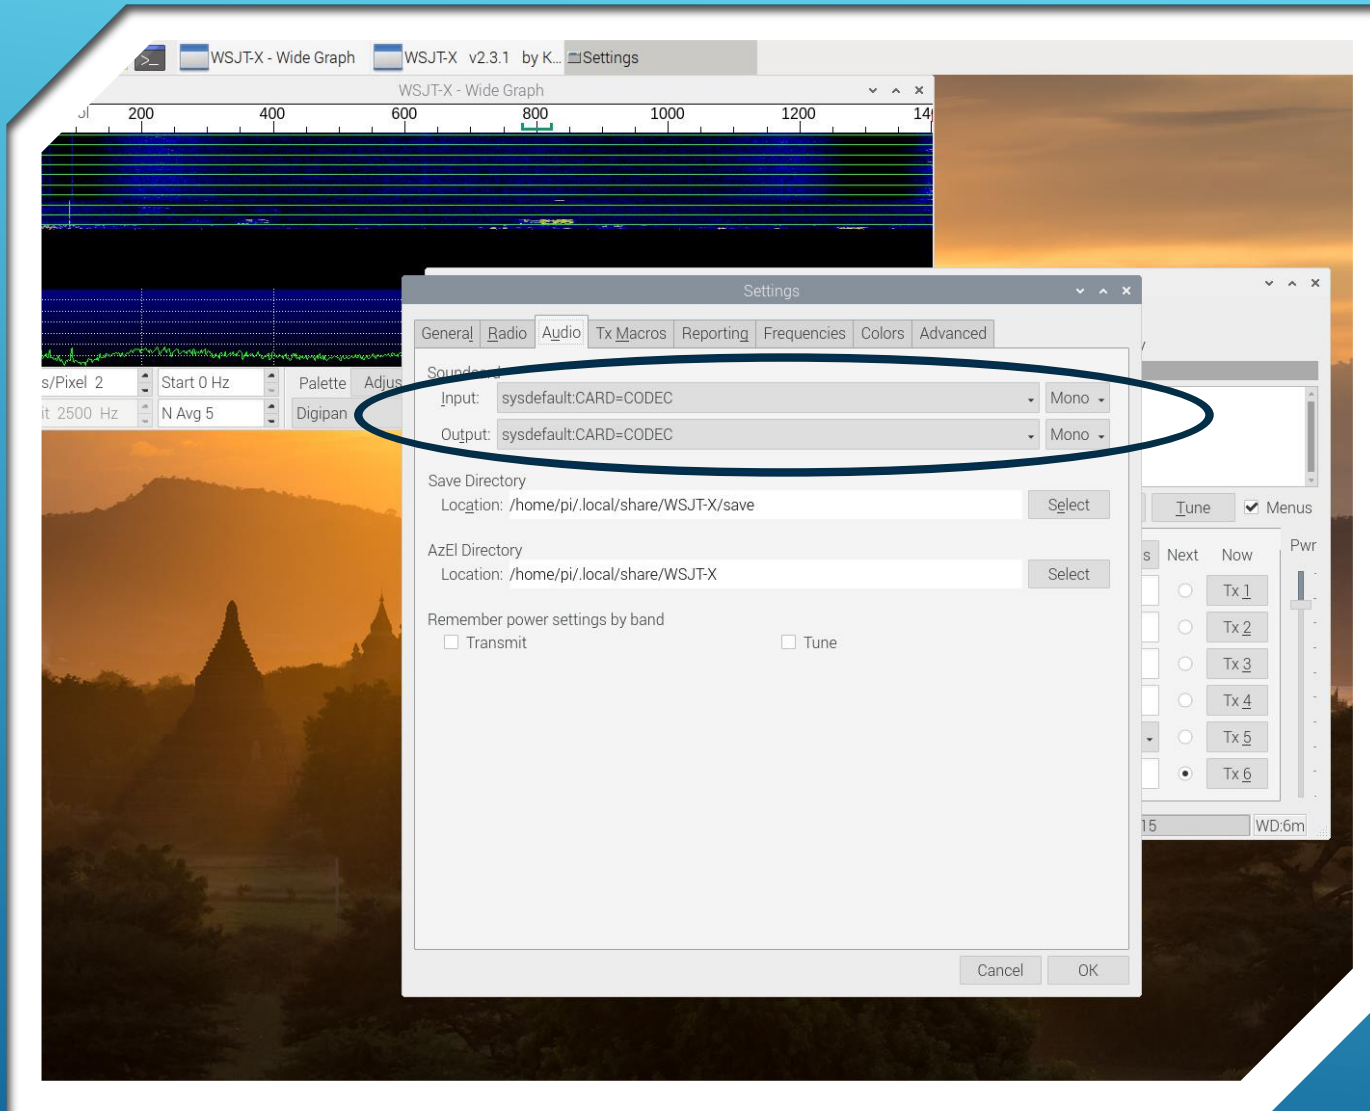 WSJT-X - Wide Graph
WSJT-X v2.3.1 by K...
Settings
WSJT-X - Wide Graph
200 400 600 800 1000 1200
Settings
General Radio Audio Tx Macros Reporting Frequencies Colors Advanced
Soundcard
Input: sysdefault:CARD=CODEC Mono
Output: sysdefault:CARD=CODEC Mono
Save Directory
Location: /home/pi/.local/share/WSJT-X/save Select
AzEl Directory
Location: /home/pi/.local/share/WSJT-X Select
Remember power settings by band
Transmit Tune
Cancel OK
s/Pixel 2 Start 0 Hz Palette Adjus
it 2500 Hz N Avg 5 Digipan
Tune Menus
s Next Now Pwr
Tx 1
Tx 2
Tx 3
Tx 4
Tx 5
Tx 6
15 WD:6m